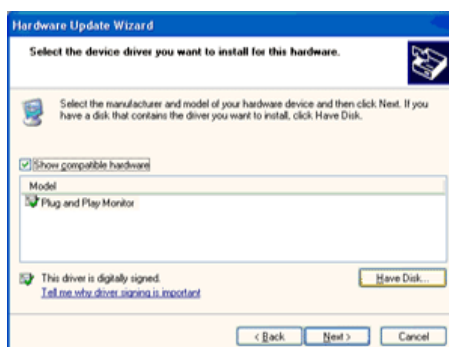 Hardware Update Wizard
Select the device driver you want to install for this hardware.
Select the manufacturer and model of your hardware device and then click Next. If you
have a disk that contains the driver you want to install, click Have Disk.
Show compatible hardware
Model
Plug and Play Monitor
This driver is digitally signed.
Tell me why driver signing is important
Have Disk...
< Back
Next >
Cancel